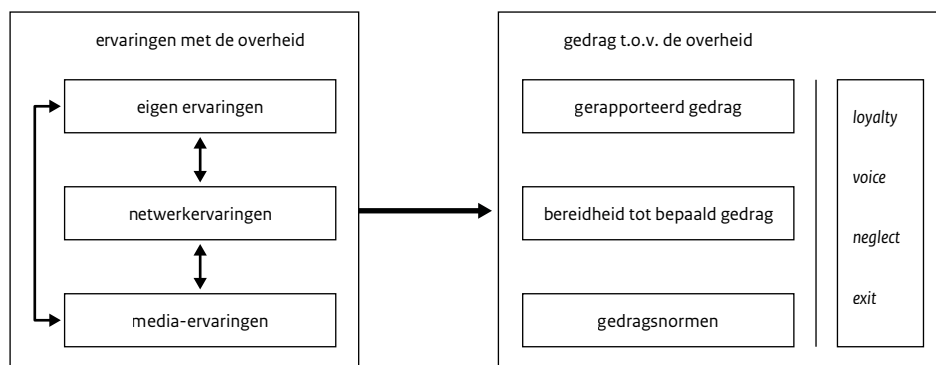 ervaringen met de overheid
eigen ervaringen
netwerkervaringen
media-ervaringen
gedrag t.o.v. de overheid
gerapporteerd gedrag
bereidheid tot bepaald gedrag
gedragsnormen
loyalty
voice
neglect
exit